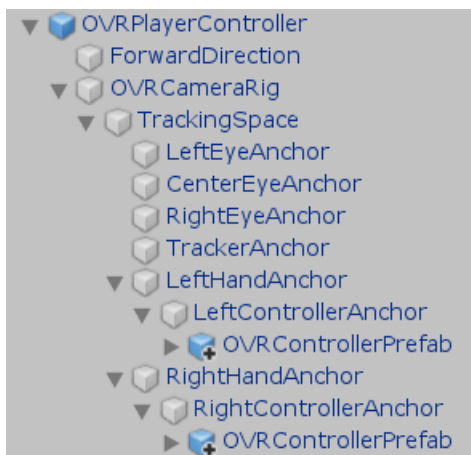 OVRPlayerController
ForwardDirection
OVRCameraRig
TrackingSpace
LeftEyeAnchor
CenterEyeAnchor
RightEyeAnchor
TrackerAnchor
LeftHandAnchor
LeftControllerAnchor
OVRControllerPrefab
RightHandAnchor
RightControllerAnchor
OVRControllerPrefab